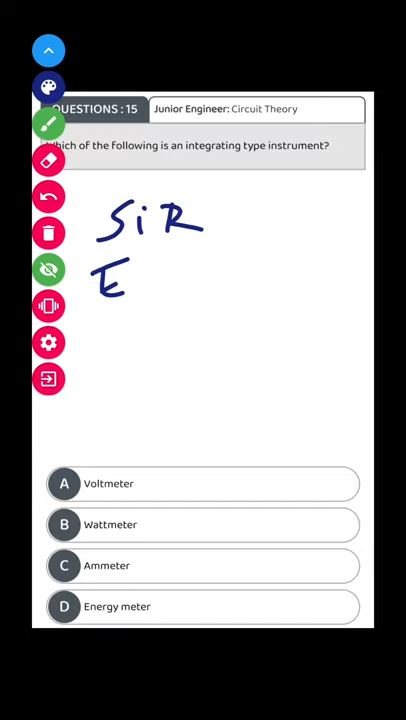 QUESTIONS : 15 Junior Engineer: Circuit Theory
Which of the following is an integrating type instrument?
SiR
E
A Voltmeter
B Wattmeter
C Ammeter
D Energy meter